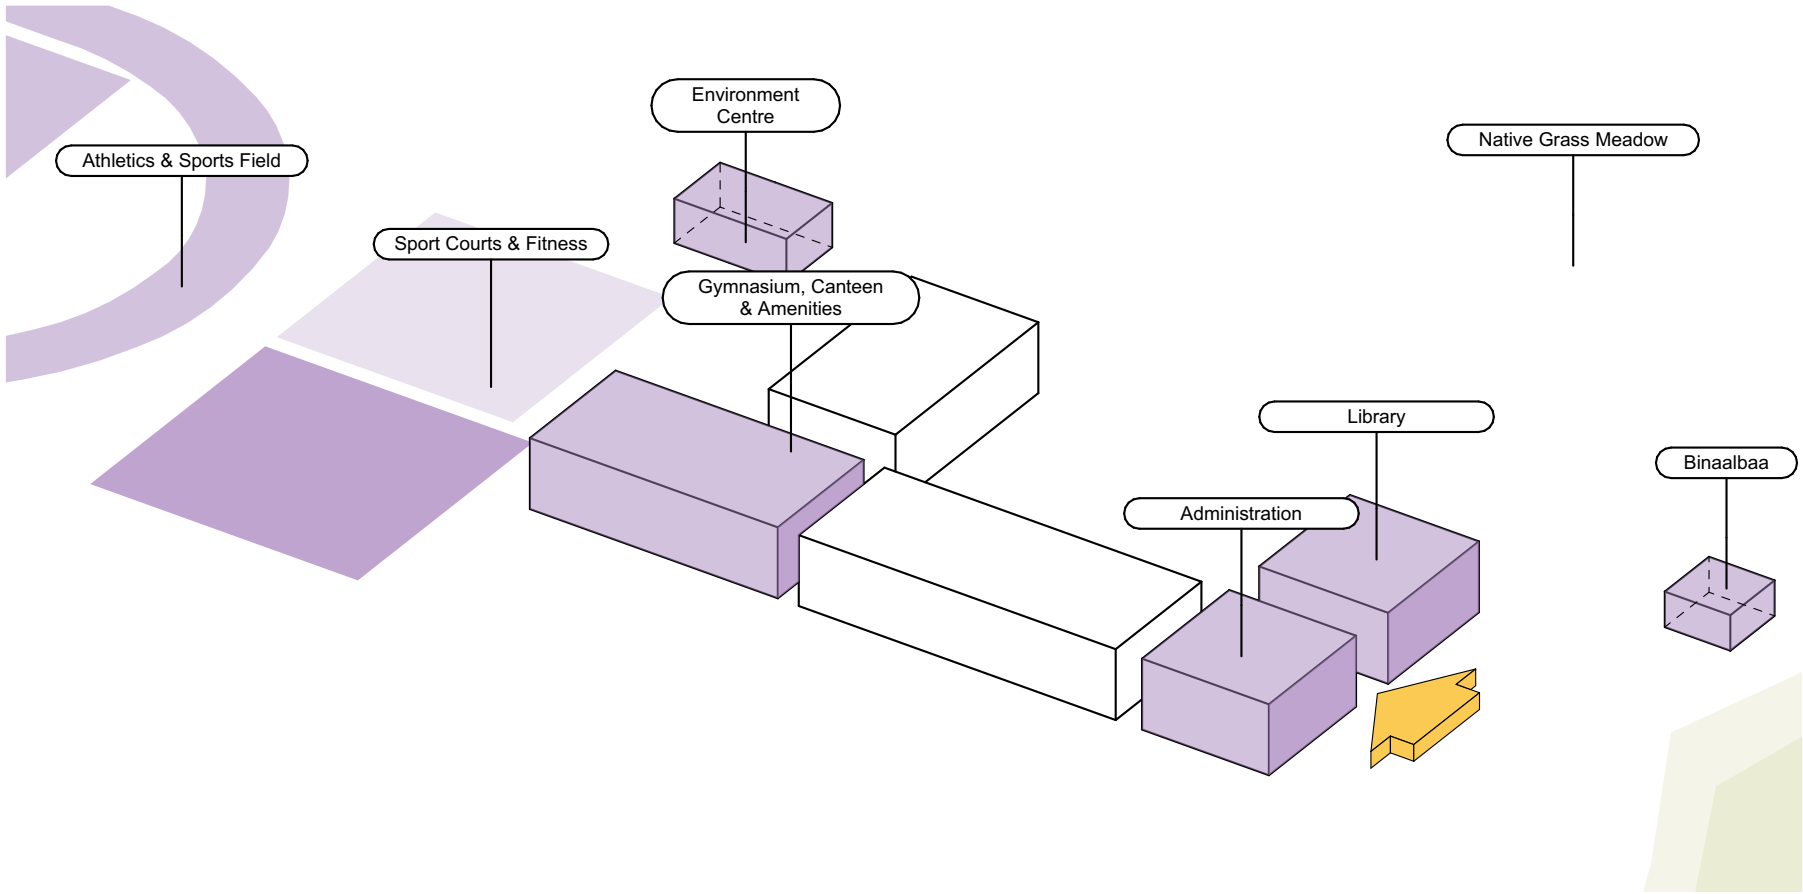 Environment
Centre
Native Grass Meadow
Athletics & Sports Field
Sport Courts & Fitness
Gymnasium, Canteen
& Amenities
Library
Binaalbaa
Administration